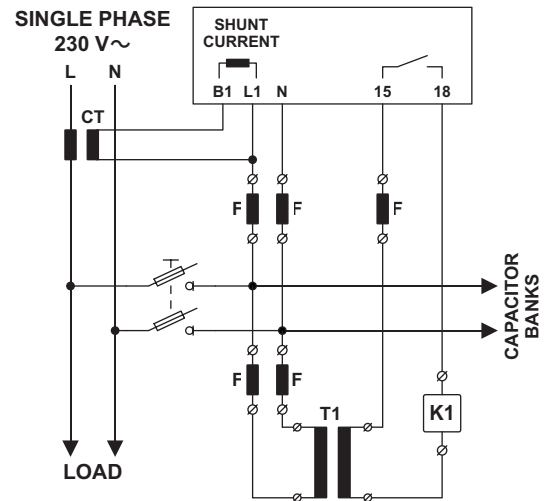 SINGLE PHASE
230 V~
L N
SHUNT
CURRENT
B1 L1 N 15 18
CT
F F F
CAPACITOR
BANKS
F F
T1
K1
LOAD